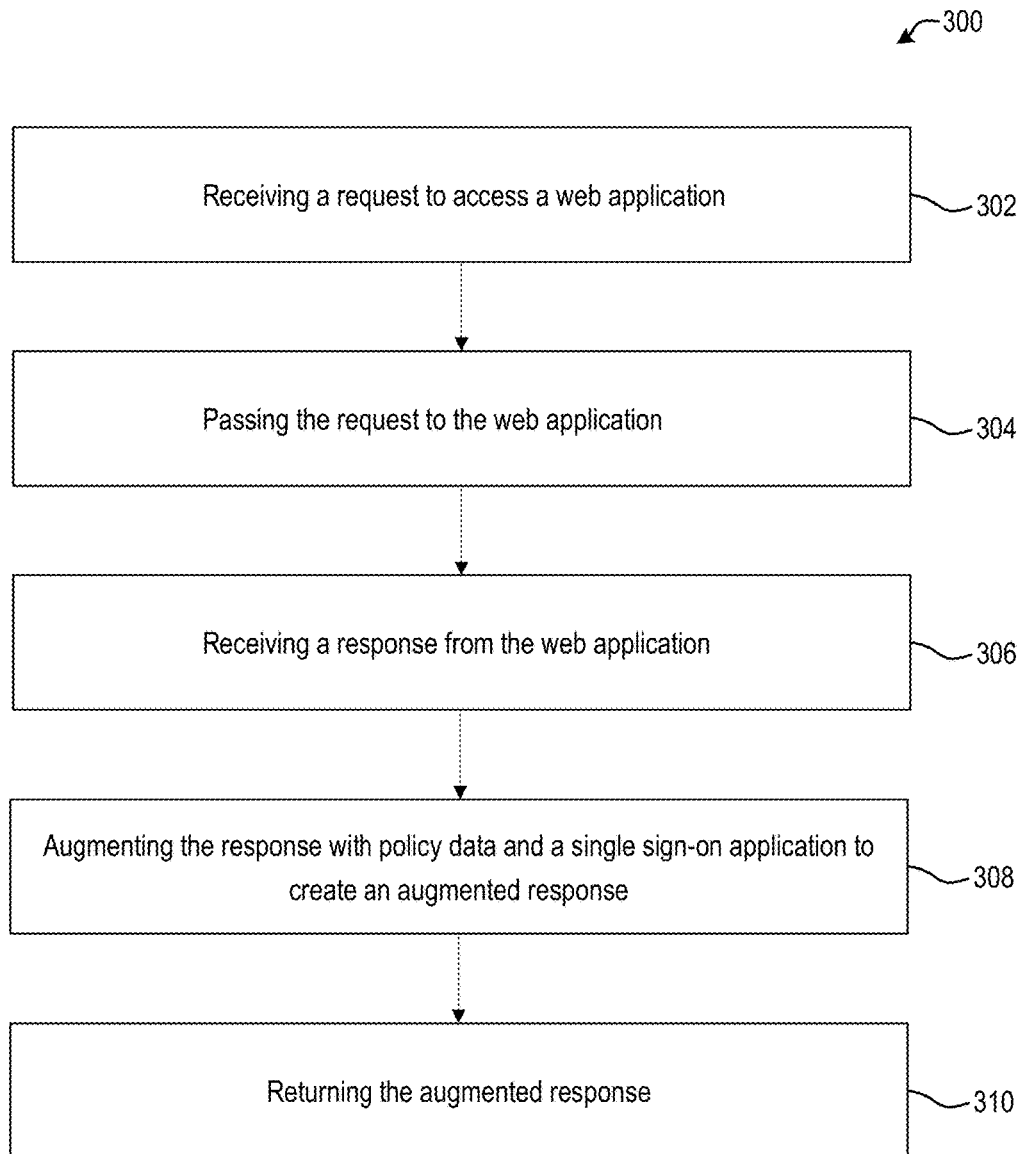 300
Receiving a request to access a web application
302
Passing the request to the web application
304
Receiving a response from the web application
306
Augmenting the response with policy data and a single sign-on application to
create an augmented response
308
Returning the augmented response
310